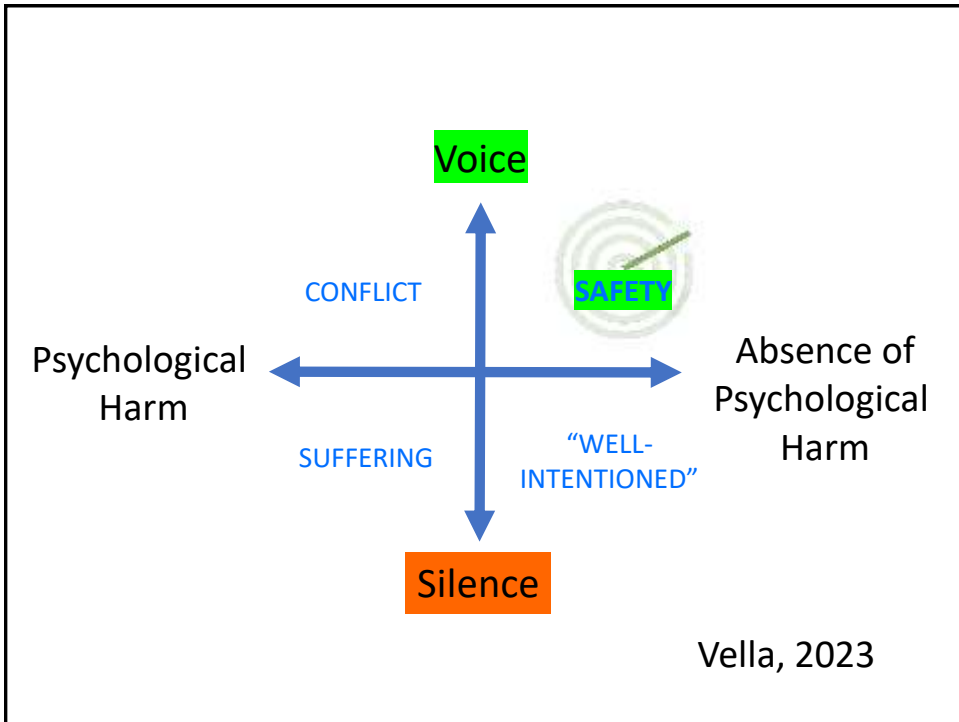 Voice
CONFLICT
SAFETY
Psychological
Harm
Absence of
Psychological
Harm
SUFFERING
“WELL-
INTENTIONED”
Silence
Vella, 2023